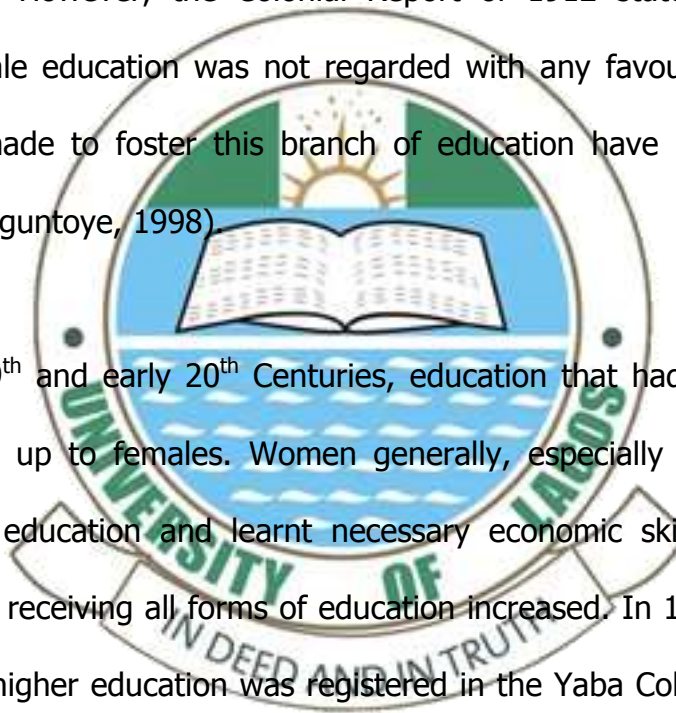 However, the Colonial Report of 1912
ale education was not regarded with any favou
nade to foster this branch of education have
guntoye, 1998).
9th and early 20th Centuries, education that had
up to females. Women generally, especially
education and learnt necessary economic ski
receiving all forms of education increased. In 1
higher education was registered in the Yaba Col
UNIVERSITY OF LAGOS
IN DEED AND IN TRUTH